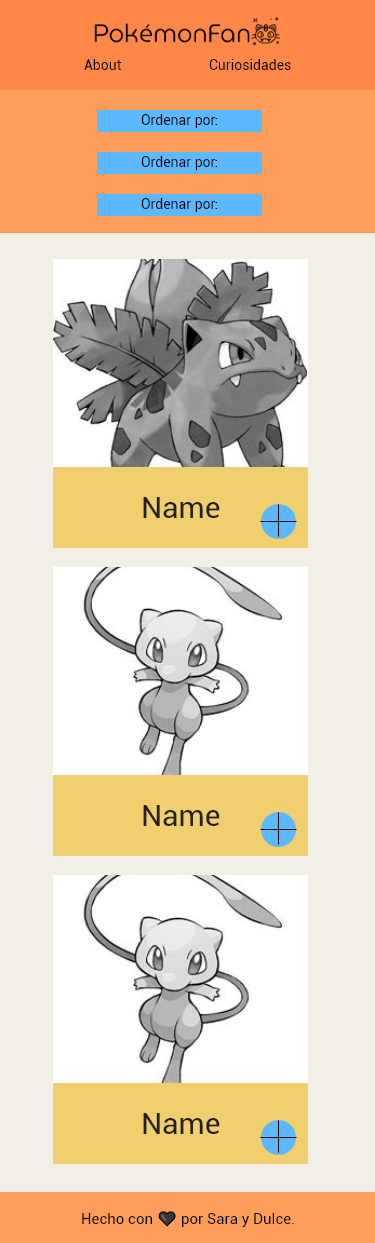 PokémonFan
About Curiosidades
Ordenar por:
Ordenar por:
Ordenar por:
Name
Name
Name
Hecho con 🖤 por Sara y Dulce.